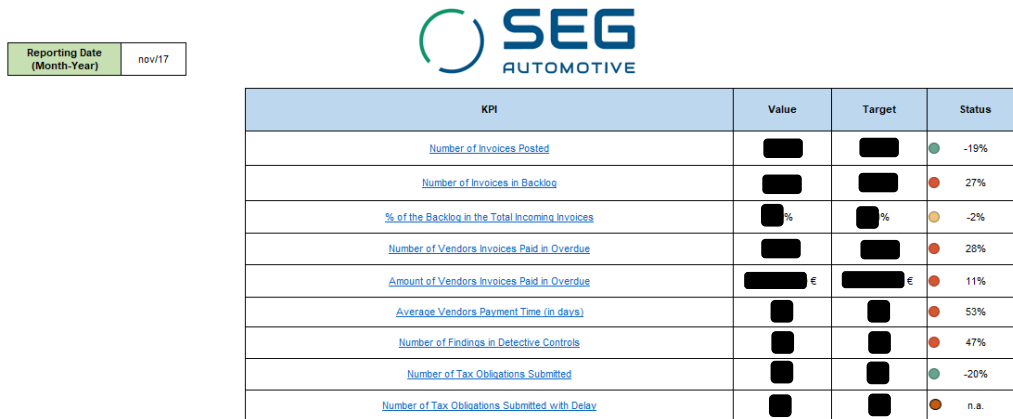 SEG
AUTOMOTIVE
Reporting Date
(Month-Year)
nov/17
KPI Value Target Status
Number of Invoices Posted -19%
Number of Invoices in Backlog 27%
% of the Backlog in the Total Incoming Invoices % % -2%
Number of Vendors Invoices Paid in Overdue 28%
Amount of Vendors Invoices Paid in Overdue € € 11%
Average Vendors Payment Time (in days) 53%
Number of Findings in Detective Controls 47%
Number of Tax Obligations Submitted -20%
Number of Tax Obligations Submitted with Delay n.a.